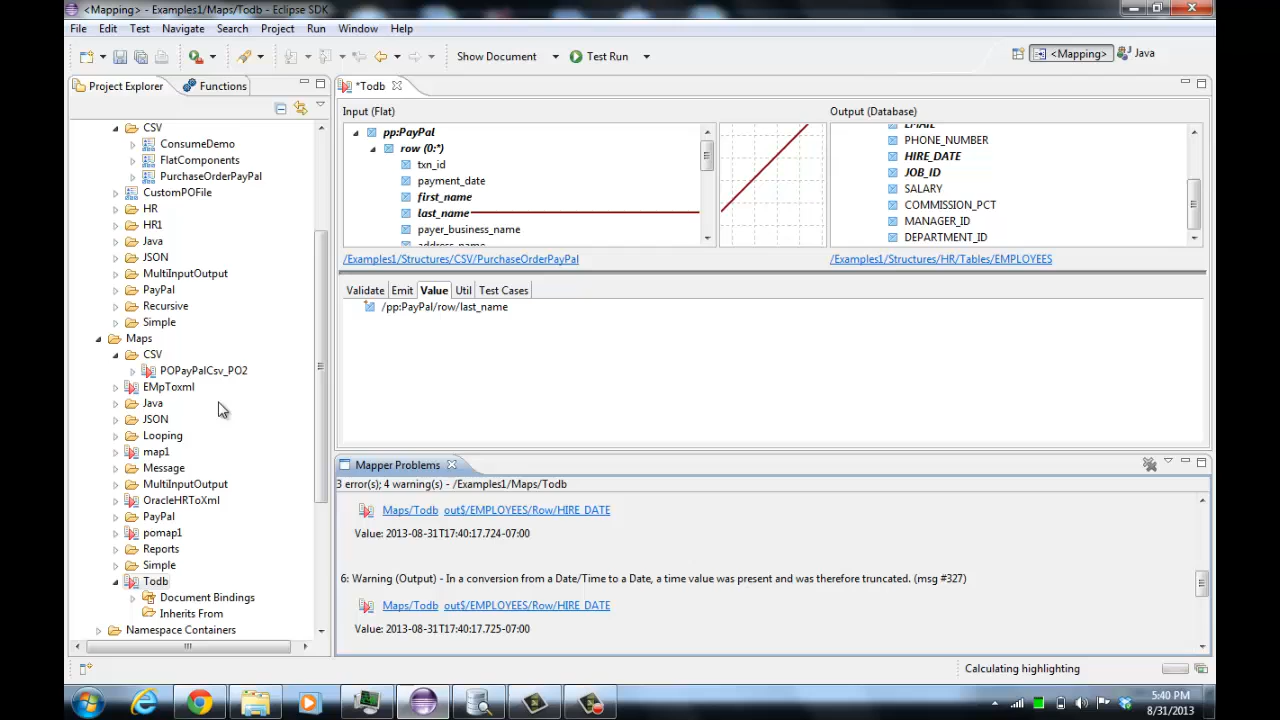 <Mapping> - Examples1/Maps/Todb - Eclipse SDK
File Edit Test Navigate Search Project Run Window Help
Show Document Test Run <Mapping> Java
Project Explorer Functions
CSV
ConsumeDemo
FlatComponents
PurchaseOrderPayPal
CustomPOFile
HR
HR1
Java
JSON
MultiInputOutput
PayPal
Recursive
Simple
Maps
CSV
POPayPalCsv_PO2
EMpToxml
Java
JSON
Looping
map1
Message
MultiInputOutput
OracleHRToXml
PayPal
pomap1
Reports
Simple
Todb
Document Bindings
Inherits From
Namespace Containers
*Todb
Input (Flat)
pp:PayPal
row (0:*)
txn_id
payment_date
first_name
last_name
payer_business_name
address_name
/Examples1/Structures/CSV/PurchaseOrderPayPal
Output (Database)
EMAIL
PHONE_NUMBER
HIRE_DATE
JOB_ID
SALARY
COMMISSION_PCT
MANAGER_ID
DEPARTMENT_ID
/Examples1/Structures/HR/Tables/EMPLOYEES
Validate Emit Value Util Test Cases
/pp:PayPal/row/last_name
Mapper Problems
3 error(s); 4 warning(s) - /Examples1/Maps/Todb
Maps/Todb out$/EMPLOYEES/Row/HIRE_DATE
Value: 2013-08-31T17:40:17.724-07:00
6: Warning (Output) - In a conversion from a Date/Time to a Date, a time value was present and was therefore truncated. (msg #327)
Maps/Todb out$/EMPLOYEES/Row/HIRE_DATE
Value: 2013-08-31T17:40:17.725-07:00
Calculating highlighting
5:40 PM
8/31/2013